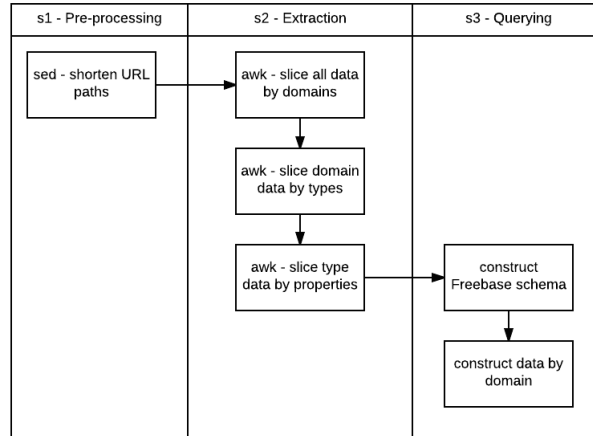 s1 - Pre-processing
s2 - Extraction
s3 - Querying
sed - shorten URL
paths
awk - slice all data
by domains
awk - slice domain
data by types
awk - slice type
data by properties
construct
Freebase schema
construct data by
domain